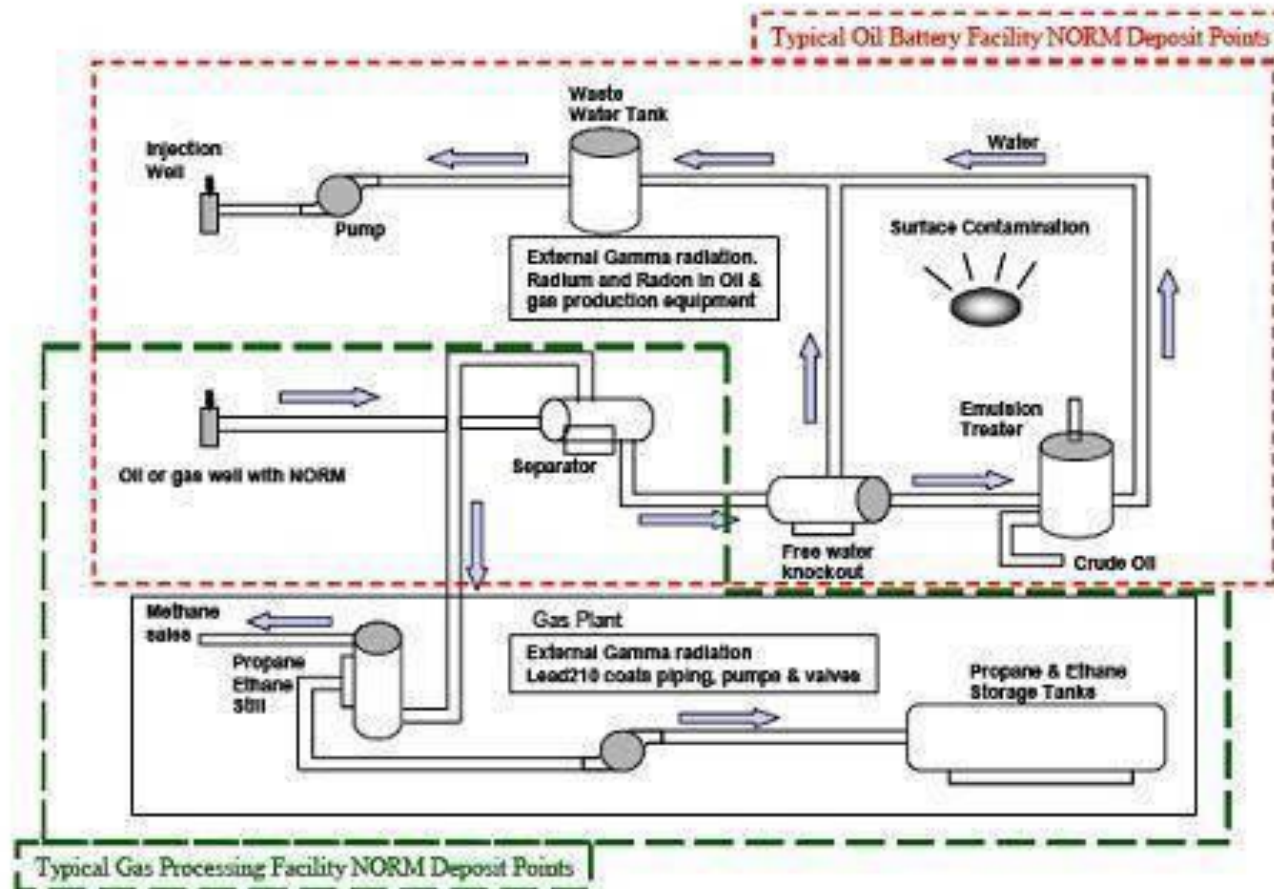 Typical Oil Battery Facility NORM Deposit Points
Waste
Water Tank
Injection
Well
Water
Pump
Surface Contamination
External Gamma radiation.
Radium and Radon in Oil &
gas production equipment
Emulsion
Treater
Separator
Oil or gas well with NORM
Free water
knockout
Crude Oil
Methane
sales
Gas Plant
External Gamma radiation
Lead210 coats piping, pumps & valves
Propane
Ethane
Still
Propane & Ethane
Storage Tanks
Typical Gas Processing Facility NORM Deposit Points